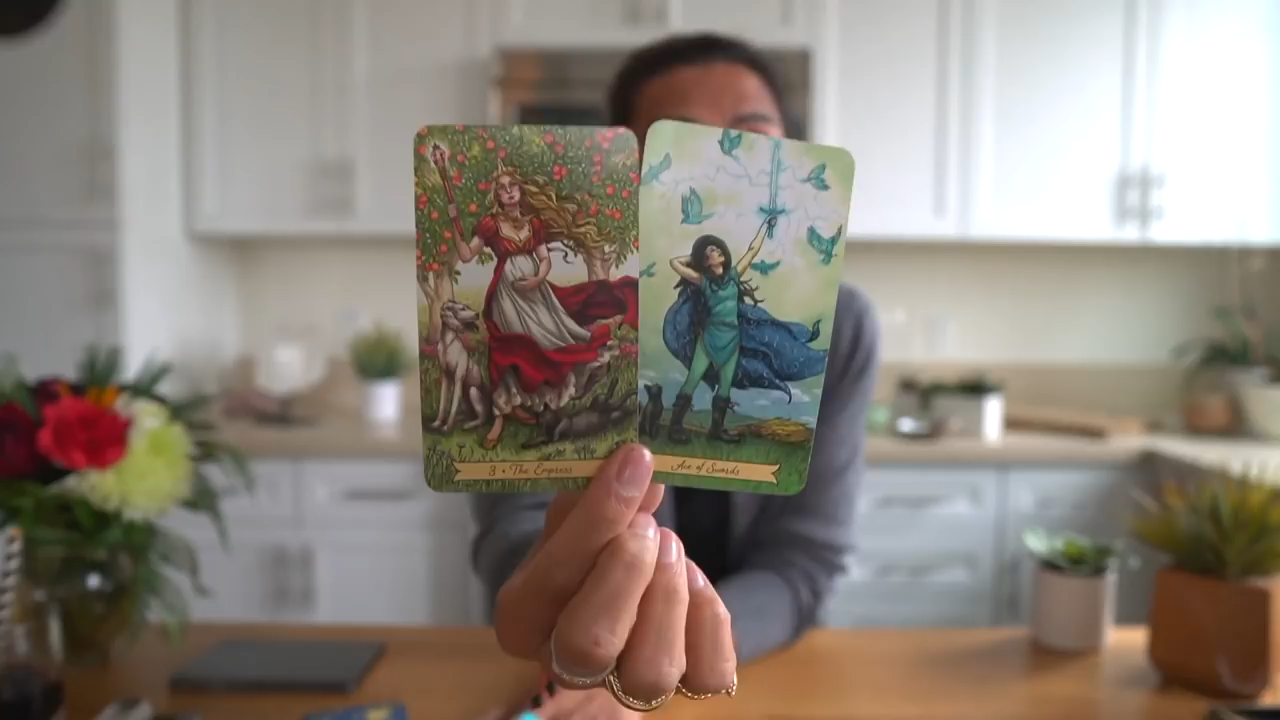 3 • The Empress
Ace of Swords